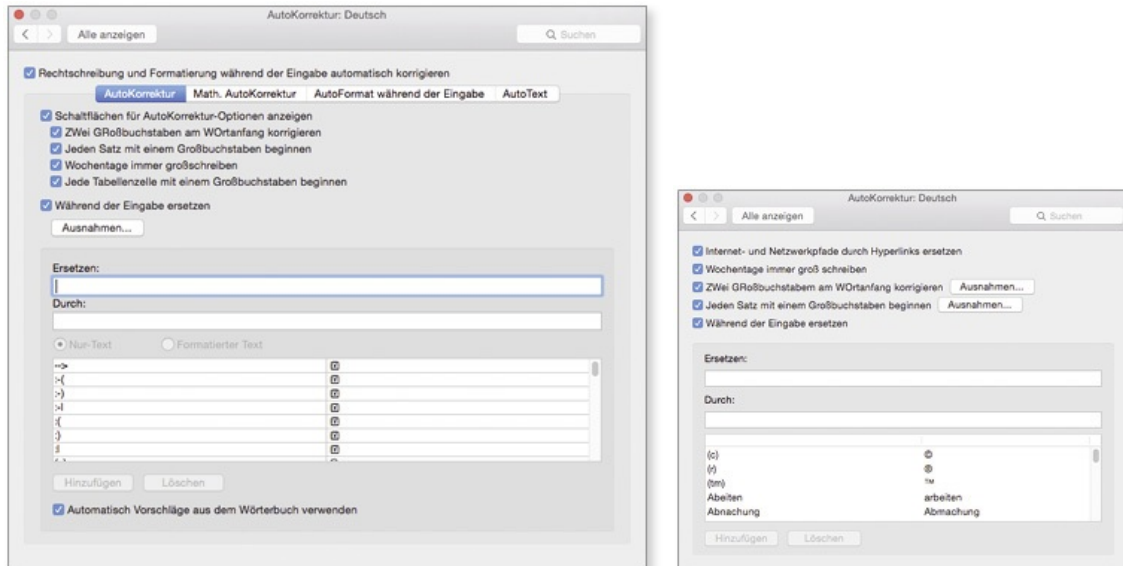 AutoKorrektur: Deutsch
Alle anzeigen
Suchen
Rechtschreibung und Formatierung während der Eingabe automatisch korrigieren
AutoKorrektur Math. AutoKorrektur AutoFormat während der Eingabe AutoText
Schaltflächen für AutoKorrektur-Optionen anzeigen
ZWei GRoßbuchstaben am WOrtanfang korrigieren
Jeden Satz mit einem Großbuchstaben beginnen
Wochentage immer großschreiben
Jede Tabellenzelle mit einem Großbuchstaben beginnen
Während der Eingabe ersetzen
Ausnahmen...
Ersetzen:
Durch:
Nur-Text Formatierter Text
:-(
:-)
:-|
:(
:)
:|
Hinzufügen Löschen
Automatisch Vorschläge aus dem Wörterbuch verwenden
AutoKorrektur: Deutsch
Alle anzeigen
Suchen
Internet- und Netzwerkpfade durch Hyperlinks ersetzen
Wochentage immer groß schreiben
ZWei GRoßbuchstabem am WOrtanfang korrigieren Ausnahmen...
Jeden Satz mit einem Großbuchstaben beginnen Ausnahmen...
Während der Eingabe ersetzen
Ersetzen:
Durch:
(c) ©
(r) ®
(tm) ™
Abeiten arbeiten
Abnachung Abmachung
Hinzufügen Löschen